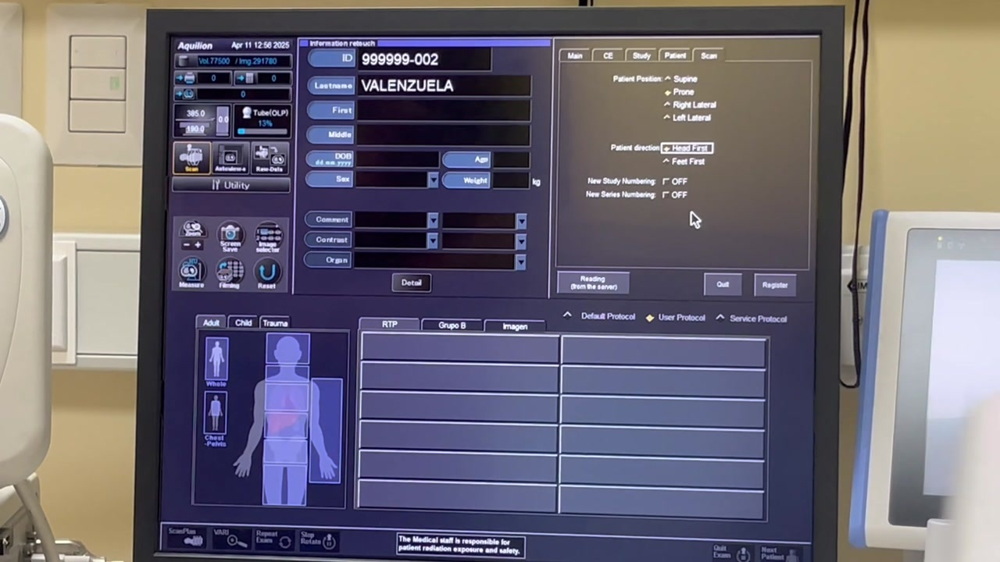 Aquilion Apr 11 12:56 2025
Vol.77500 / Img.291780
0 0
0
385.0
190.0
0.0
Tube(OLP)
13%
Scan
Raw-Data
Utility
Zoom
Screen Save
Image selector
Measure
Filming
Reset
Information retouch
ID 999999-002
Lastname VALENZUELA
First
Middle
DOB
dd mm yyyy
Age
Sex
Weight kg
Comment
Contrast
Organ
Detail
Main CE Study Patient Scan
Patient Position: Supine
Prone
Right Lateral
Left Lateral
Patient direction: Head First
Feet First
New Study Numbering: OFF
New Series Numbering: OFF
Reading
(from the server)
Quit
Register
Default Protocol User Protocol Service Protocol
Adult Child Trauma
Whole
Chest
-Pelvis
RTP Grupo B Imagen
ScanPlan
VARI
Repeat
Exam
Stop
Rotate
The Medical staff is responsible for
patient radiation exposure and safety.
Quit
Exam
Next
Patient